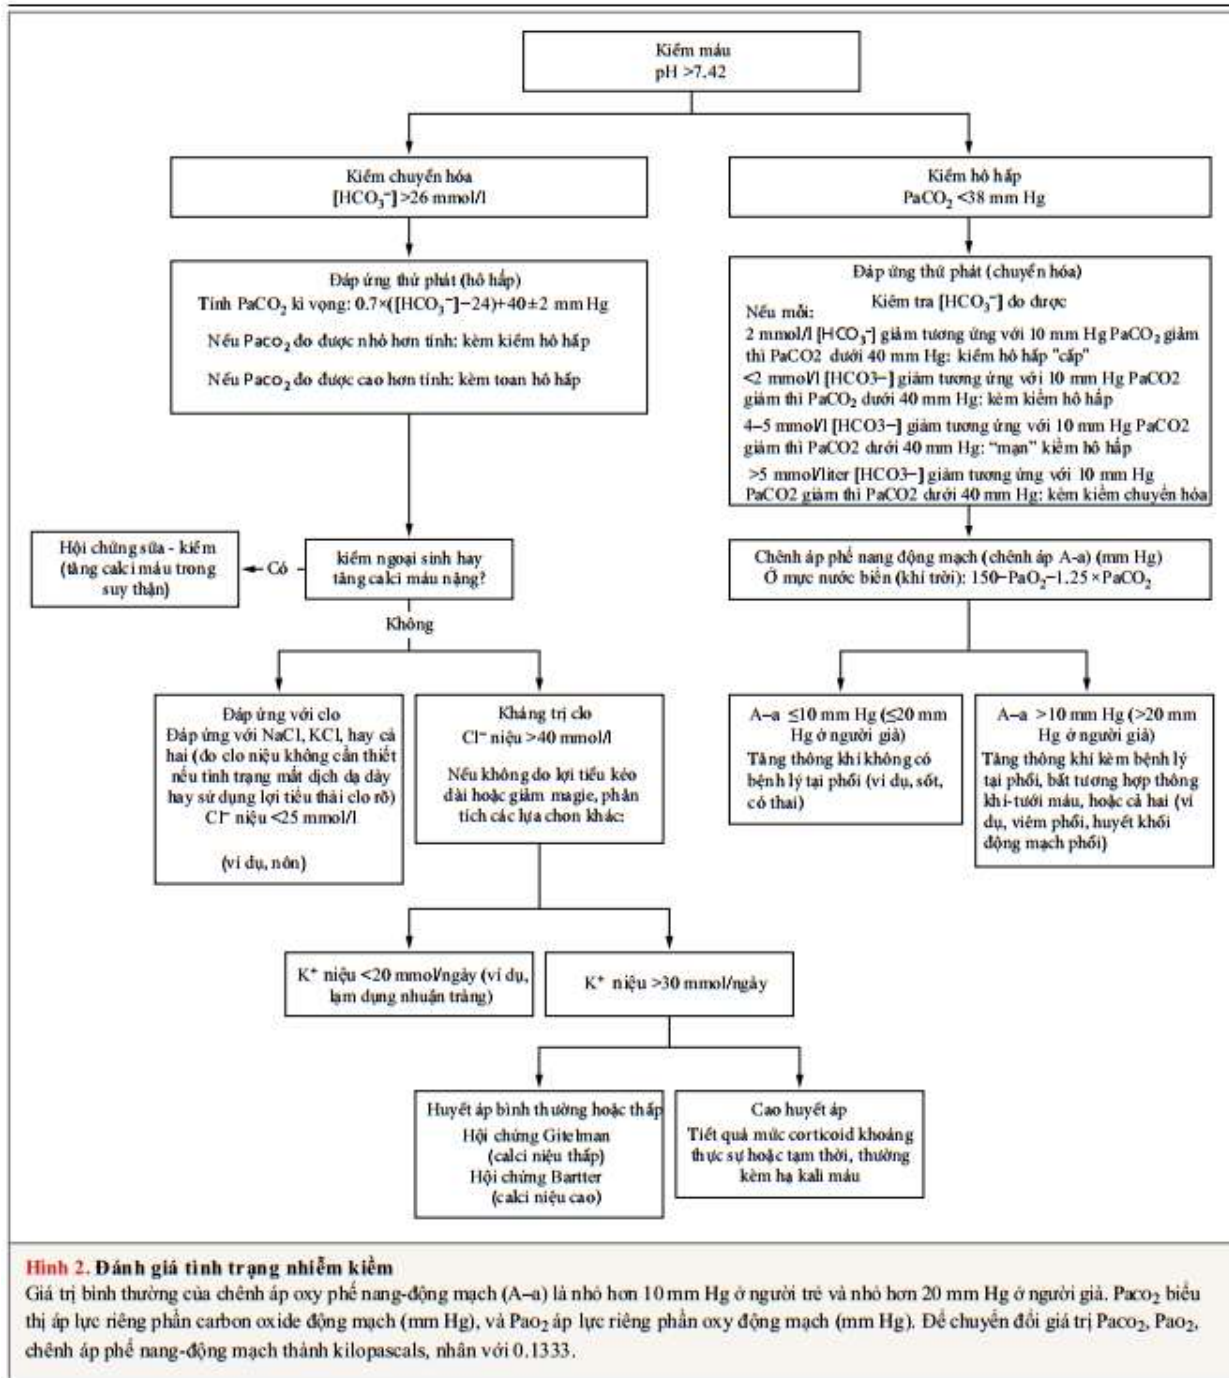 Kiềm máu
pH >7.42
Kiềm chuyển hóa
[HCO₃⁻] >26 mmol/l
Kiềm hô hấp
PaCO₂ <38 mm Hg
Đáp ứng thứ phát (hô hấp)
Tính PaCO₂ kì vọng: 0.7×([HCO₃⁻]−24)+40±2 mm Hg
Nếu Paco₂ đo được nhỏ hơn tính: kèm kiềm hô hấp
Nếu Paco₂ đo được cao hơn tính: kèm toan hô hấp
Đáp ứng thứ phát (chuyển hóa)
Kiểm tra [HCO₃⁻] đo được
Nếu mỗi:
2 mmol/l [HCO₃⁻] giảm tương ứng với 10 mm Hg PaCO₂ giảm
thì PaCO2 dưới 40 mm Hg: kiềm hô hấp "cấp"
<2 mmol/l [HCO3−] giảm tương ứng với 10 mm Hg PaCO2
giảm thì PaCO₂ dưới 40 mm Hg: kèm kiềm hô hấp
4–5 mmol/l [HCO3−] giảm tương ứng với 10 mm Hg PaCO2
giảm thì PaCO2 dưới 40 mm Hg: “mạn” kiềm hô hấp
>5 mmol/liter [HCO3−] giảm tương ứng với 10 mm Hg
PaCO2 giảm thì PaCO2 dưới 40 mm Hg: kèm kiềm chuyển hóa
Hội chứng sữa - kiềm
(tăng calci máu trong
suy thận)
Có
kiềm ngoại sinh hay
tăng calci máu nặng?
Không
Chênh áp phế nang động mạch (chênh áp A-a) (mm Hg)
Ở mực nước biển (khí trời): 150−PaO₂−1.25×PaCO₂
Đáp ứng với clo
Đáp ứng với NaCl, KCl, hay cả
hai (đo clo niệu không cần thiết
nếu tình trạng mất dịch dạ dày
hay sử dụng lợi tiểu thải clo rõ)
Cl⁻ niệu <25 mmol/l
(ví dụ, nôn)
Kháng trị clo
Cl⁻ niệu >40 mmol/l
Nếu không do lợi tiểu kéo
dài hoặc giảm magie, phân
tích các lựa chon khác:
A–a ≤10 mm Hg (≤20 mm
Hg ở người già)
Tăng thông khí không có
bệnh lý tại phổi (ví dụ, sốt,
có thai)
A–a >10 mm Hg (>20 mm
Hg ở người già)
Tăng thông khí kèm bệnh lý
tại phổi, bất tương hợp thông
khí-tưới máu, hoặc cả hai (ví
dụ, viêm phổi, huyết khối
động mạch phổi)
K⁺ niệu <20 mmol/ngày (ví dụ,
lạm dụng nhuận tràng)
K⁺ niệu >30 mmol/ngày
Huyết áp bình thường hoặc thấp
Hội chứng Gitelman
(calci niệu thấp)
Hội chứng Bartter
(calci niệu cao)
Cao huyết áp
Tiết quá mức corticoid khoáng
thực sự hoặc tạm thời, thường
kèm hạ kali máu
Hình 2. Đánh giá tình trạng nhiễm kiềm
Giá trị bình thường của chênh áp oxy phế nang-động mạch (A–a) là nhỏ hơn 10 mm Hg ở người trẻ và nhỏ hơn 20 mm Hg ở người già. Paco₂ biểu
thị áp lực riêng phần carbon oxide động mạch (mm Hg), và Pao₂ áp lực riêng phần oxy động mạch (mm Hg). Để chuyển đổi giá trị Paco₂, Pao₂,
chênh áp phế nang-động mạch thành kilopascals, nhân với 0.1333.